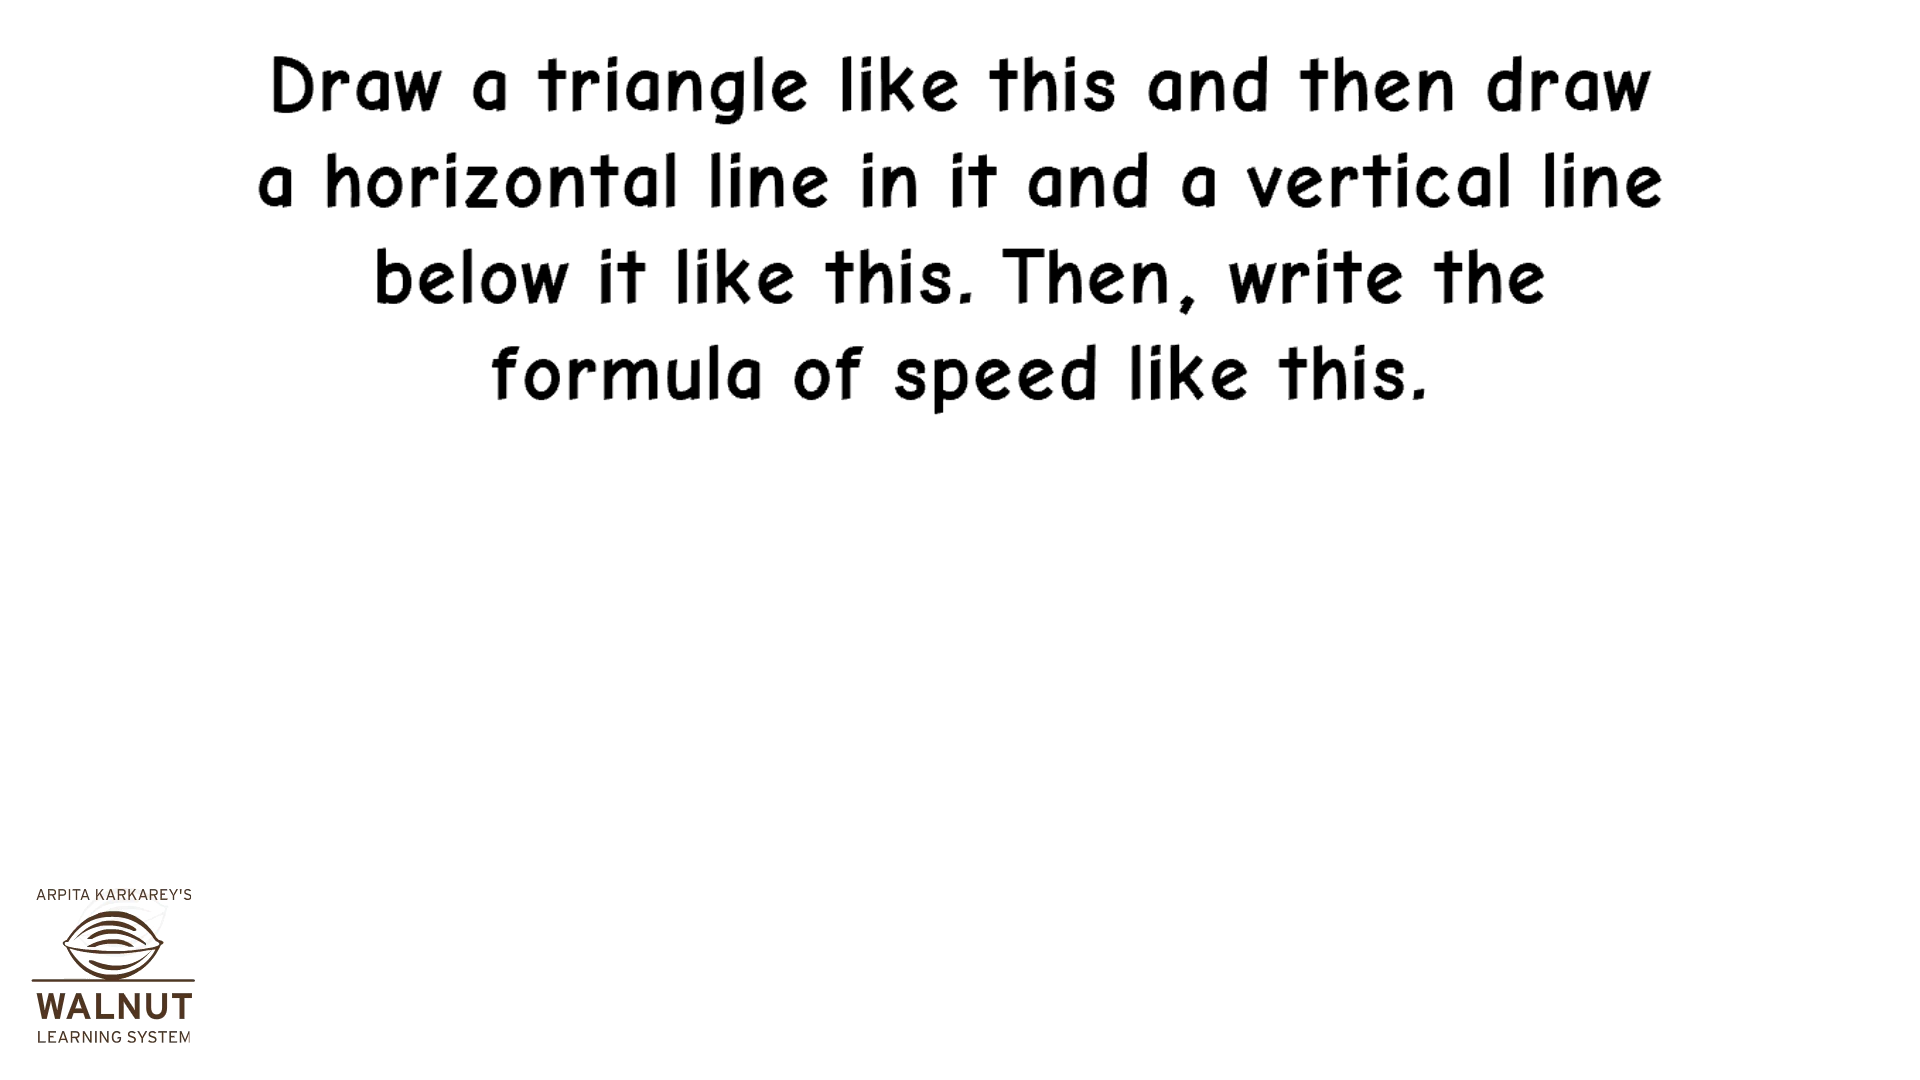 Draw a triangle like this and then draw
a horizontal line in it and a vertical line
below it like this. Then, write the
formula of speed like this.
ARPITA KARKAREY'S
WALNUT
LEARNING SYSTEM